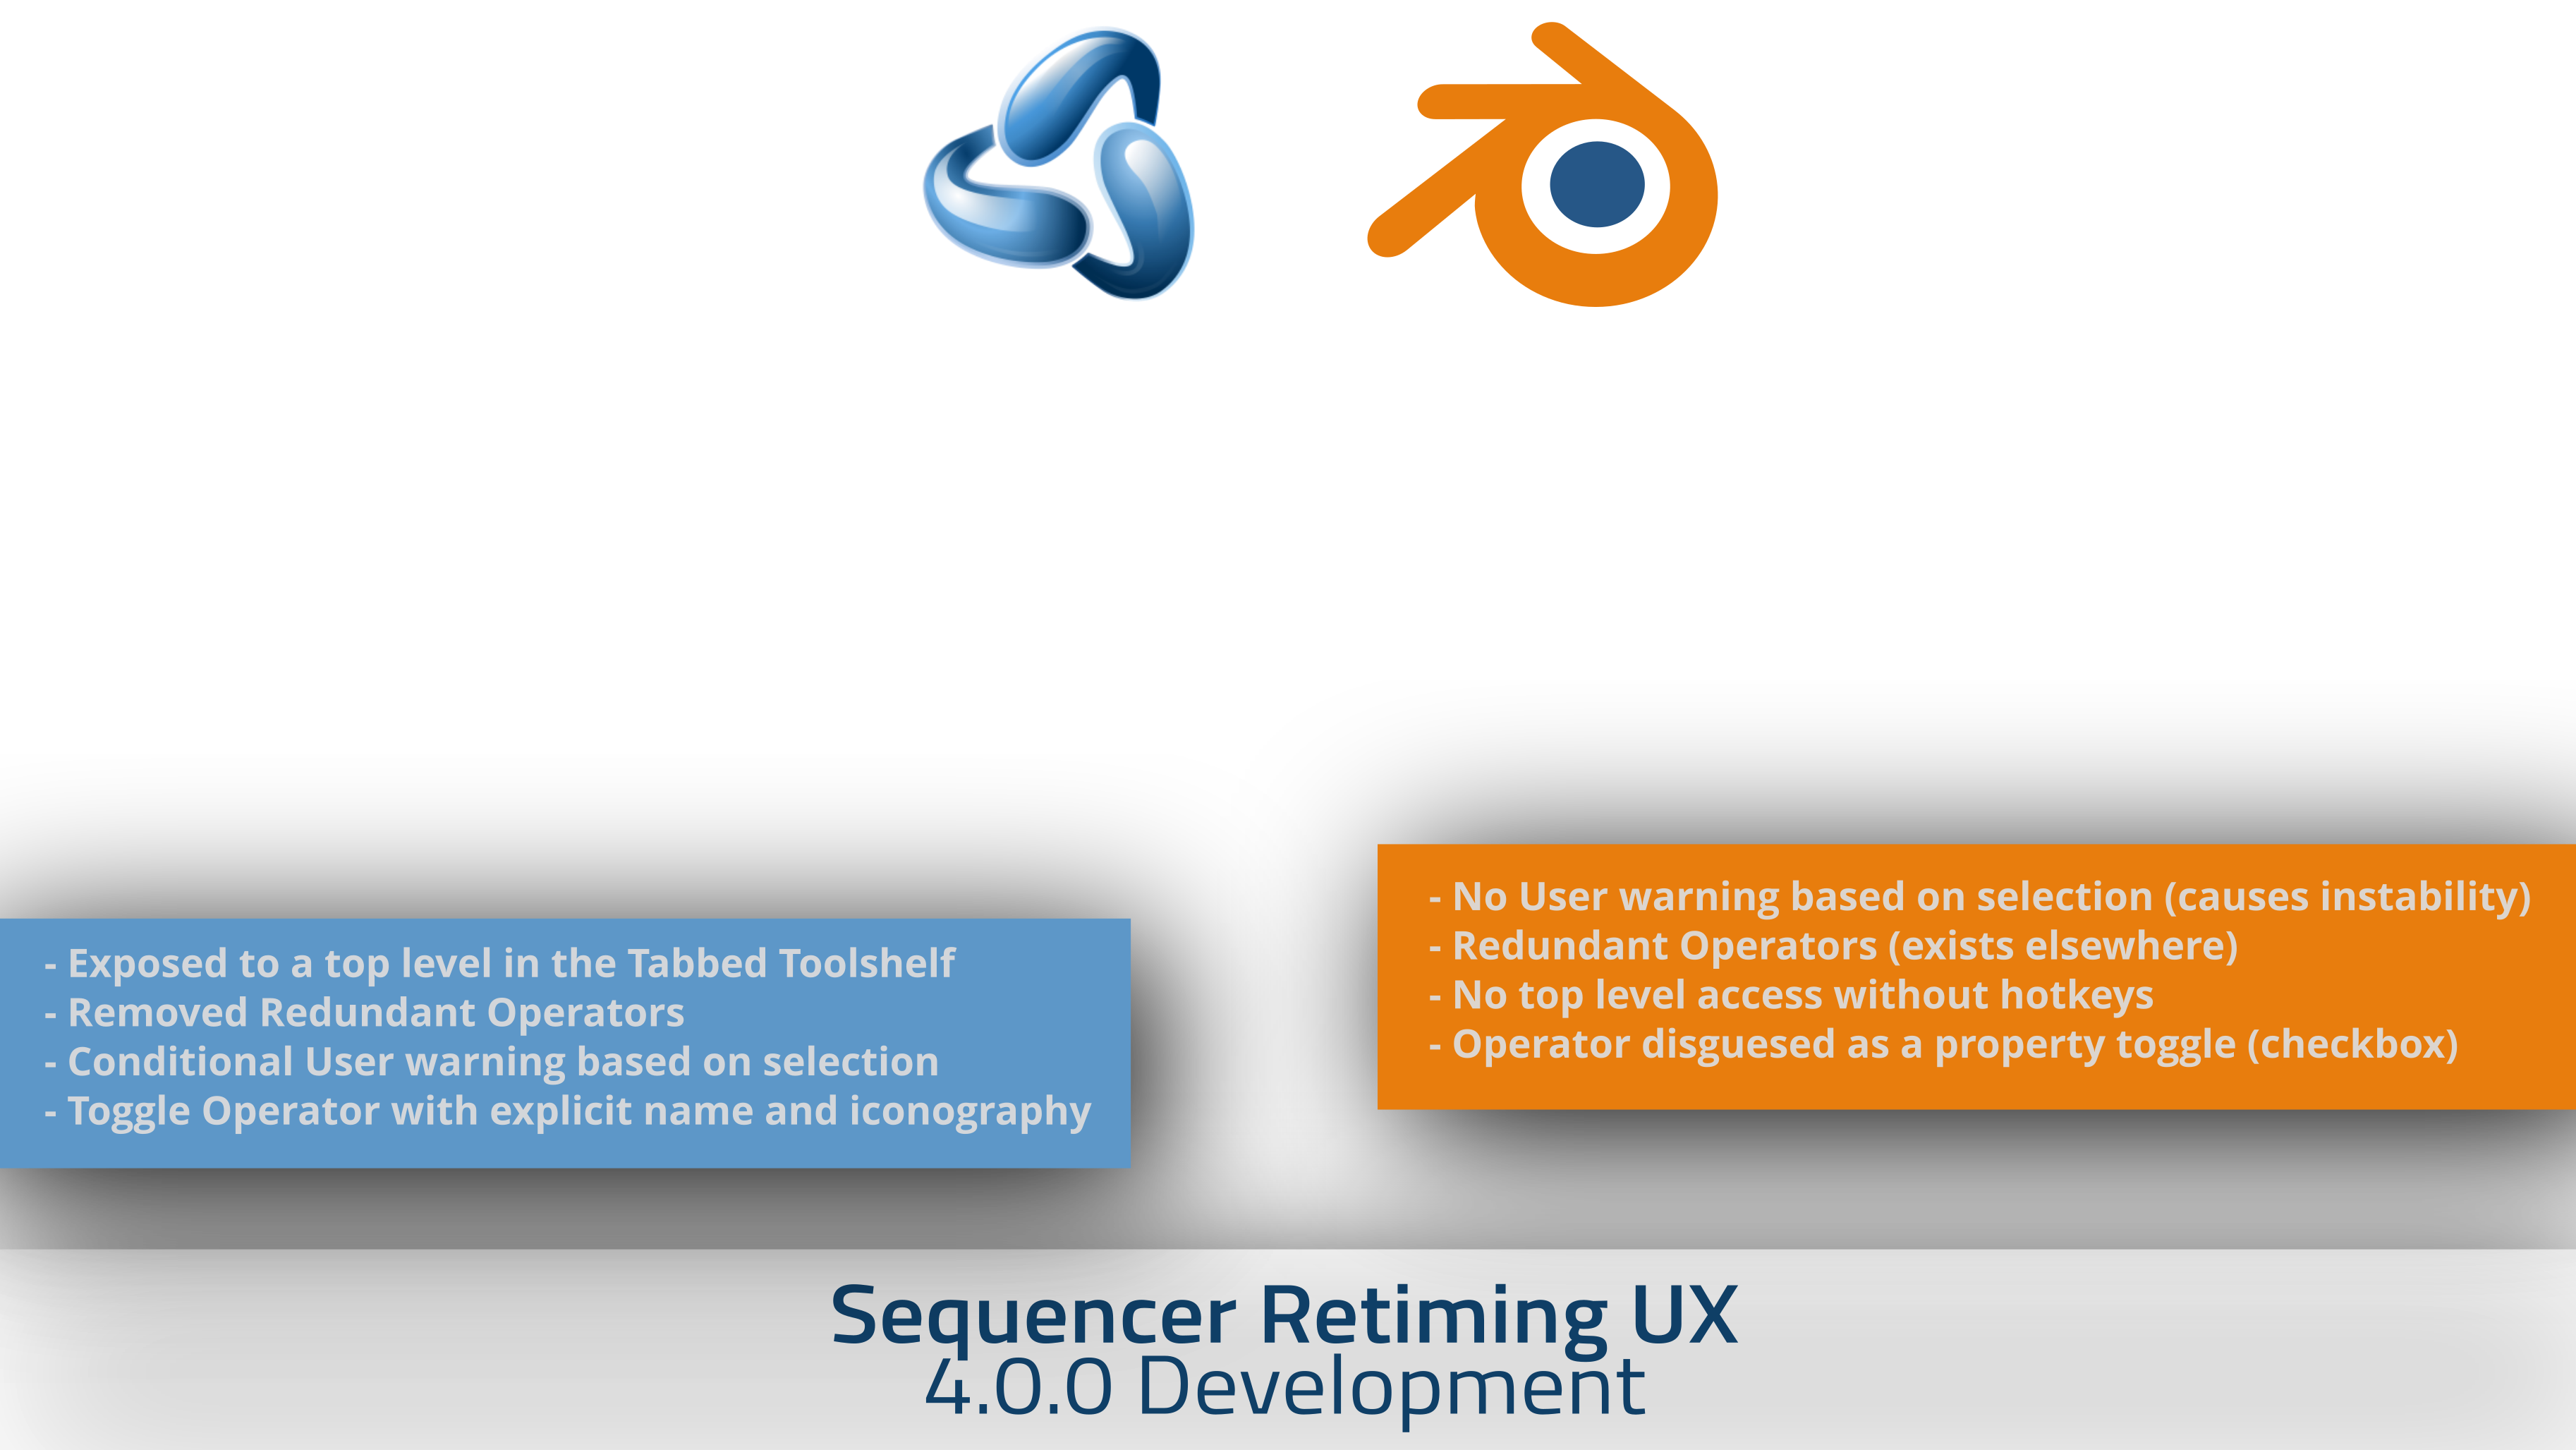 - Exposed to a top level in the Tabbed Toolshelf
- Removed Redundant Operators
- Conditional User warning based on selection
- Toggle Operator with explicit name and iconography
- No User warning based on selection (causes instability)
- Redundant Operators (exists elsewhere)
- No top level access without hotkeys
- Operator disguesed as a property toggle (checkbox)
Sequencer Retiming UX
4.0.0 Development